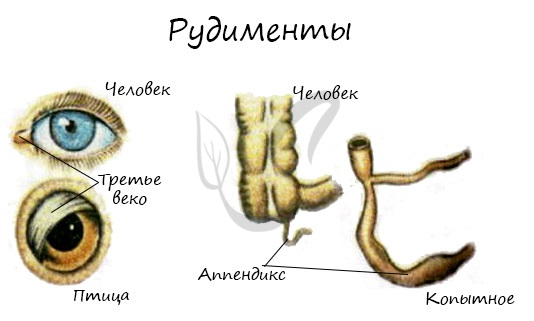 Рудименты
Человек
Человек
Третье
веко
Аппендикс
Птица
Копытное